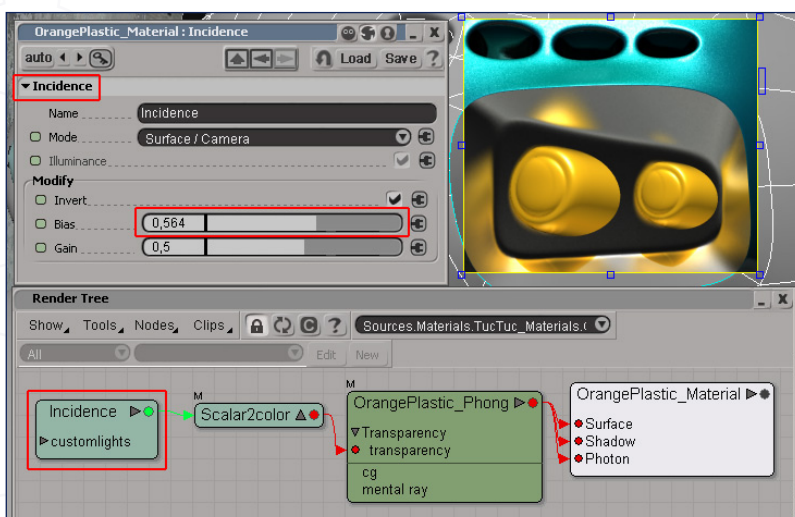 OrangePlastic_Material : Incidence
auto
Load Save ?
Incidence
Name Incidence
Mode Surface / Camera
Illuminance
Modify
Invert
Bias 0,564
Gain 0,5
Render Tree
Show Tools Nodes Clips ? Sources.Materials.TucTuc_Materials.(
All Edit New
M
M
Incidence
customlights
Scalar2color
OrangePlastic_Phong
Transparency
transparency
cg
mental ray
OrangePlastic_Material
Surface
Shadow
Photon